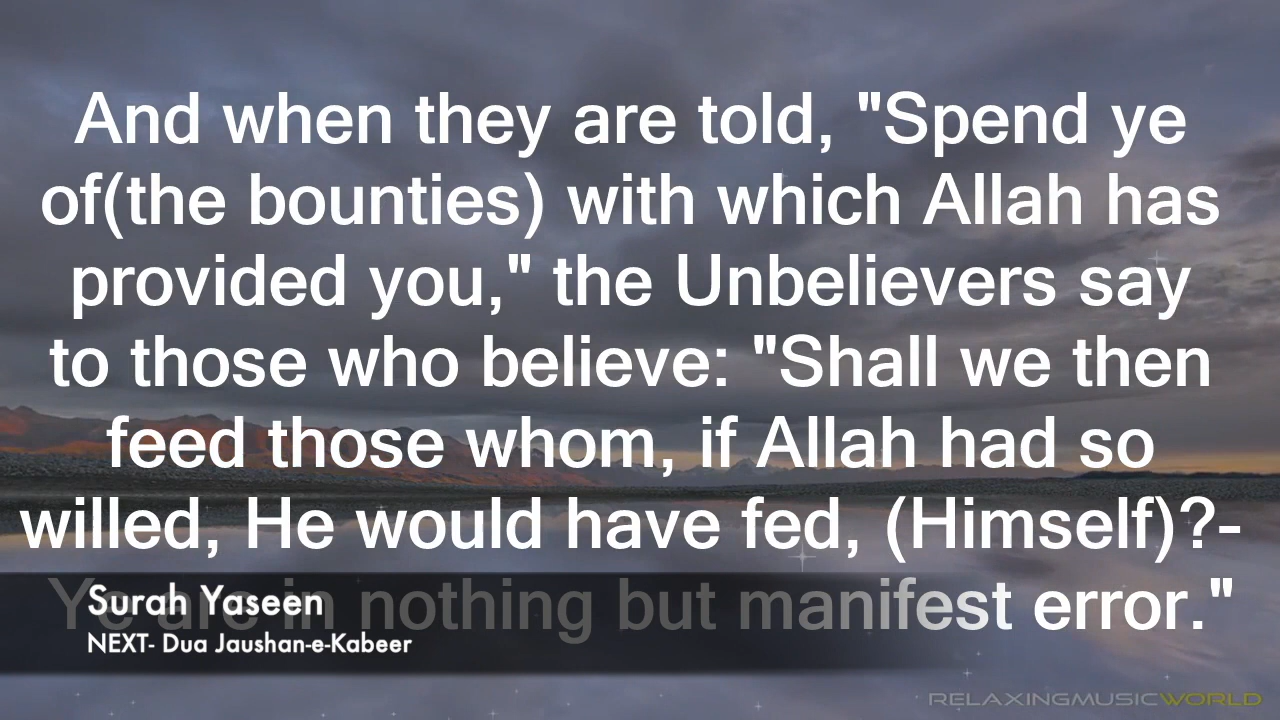 And when they are told, "Spend ye
of(the bounties) with which Allah has
provided you," the Unbelievers say
to those who believe: "Shall we then
feed those whom, if Allah had so
willed, He would have fed, (Himself)?-
Ye are in nothing but manifest error."
Surah Yaseen
NEXT- Dua Jaushan-e-Kabeer
RELAXINGMUSICWORLD